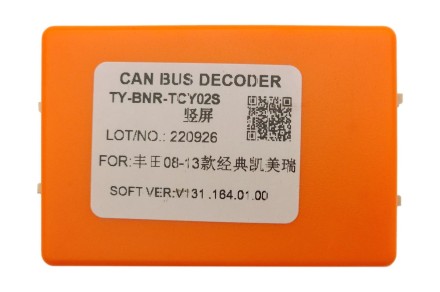 CAN BUS DECODER
TY-BNR-TCY02S
竖屏
LOT/NO.: 220926
FOR:丰田08-13款经典凯美瑞
SOFT VER:V131.164.01.00